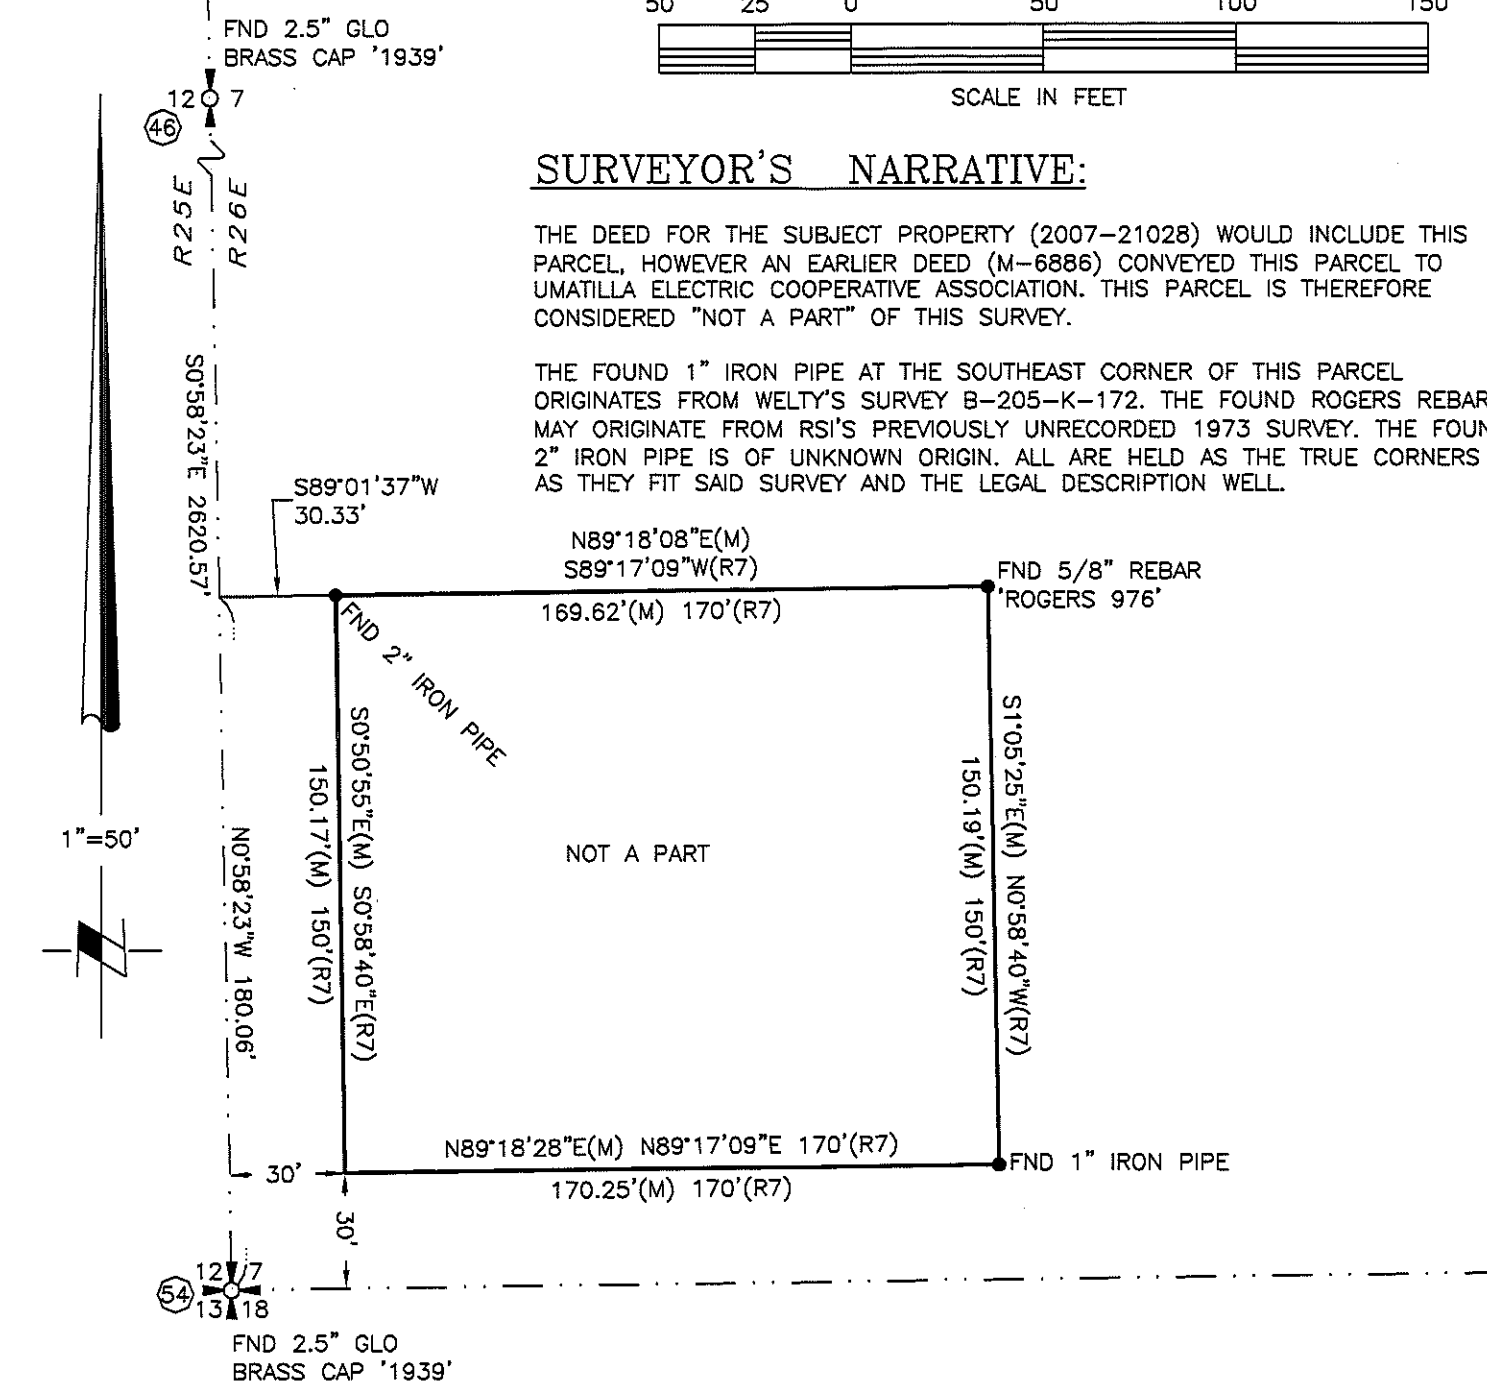 50 25 0 50 100 150
SCALE IN FEET
FND 2.5" GLO
BRASS CAP '1939'
12 7
46
R25E
R26E
SURVEYOR'S NARRATIVE:
THE DEED FOR THE SUBJECT PROPERTY (2007-21028) WOULD INCLUDE THIS
PARCEL, HOWEVER AN EARLIER DEED (M-6886) CONVEYED THIS PARCEL TO
UMATILLA ELECTRIC COOPERATIVE ASSOCIATION. THIS PARCEL IS THEREFORE
CONSIDERED "NOT A PART" OF THIS SURVEY.
THE FOUND 1" IRON PIPE AT THE SOUTHEAST CORNER OF THIS PARCEL
ORIGINATES FROM WELTY'S SURVEY B-205-K-172. THE FOUND ROGERS REBAR
MAY ORIGINATE FROM RSI'S PREVIOUSLY UNRECORDED 1973 SURVEY. THE FOUN
2" IRON PIPE IS OF UNKNOWN ORIGIN. ALL ARE HELD AS THE TRUE CORNERS
AS THEY FIT SAID SURVEY AND THE LEGAL DESCRIPTION WELL.
S0°58'23"E 2620.57'
S89°01'37"W
30.33'
N89°18'08"E(M)
S89°17'09"W(R7)
169.62'(M) 170'(R7)
FND 5/8" REBAR
'ROGERS 976'
FND 2" IRON PIPE
S0°50'55"E(M) S0°58'40"E(R7)
150.17'(M) 150'(R7)
S1°05'25"E(M) N0°58'40"W(R7)
150.19'(M) 150'(R7)
1"=50'
N0°58'23"W 180.06'
NOT A PART
N89°18'28"E(M) N89°17'09"E 170'(R7)
170.25'(M) 170'(R7)
FND 1" IRON PIPE
30'
30'
12 7
54
13 18
FND 2.5" GLO
BRASS CAP '1939'